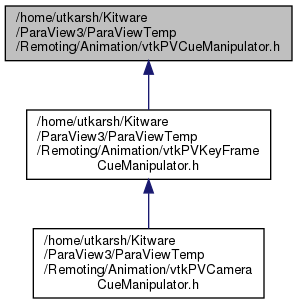 /home/utkarsh/Kitware
/ParaView3/ParaViewTemp
/Remoting/Animation/vtkPVCueManipulator.h
/home/utkarsh/Kitware
/ParaView3/ParaViewTemp
/Remoting/Animation/vtkPVKeyFrame
CueManipulator.h
/home/utkarsh/Kitware
/ParaView3/ParaViewTemp
/Remoting/Animation/vtkPVCamera
CueManipulator.h